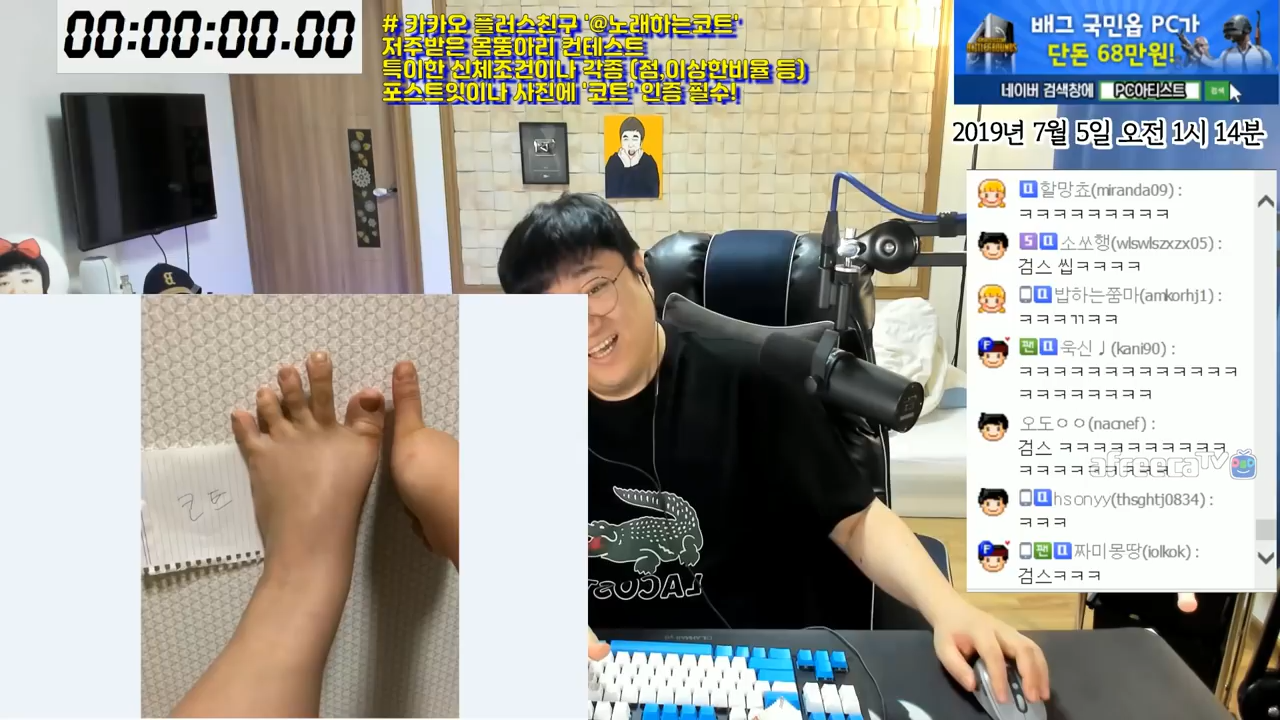 00:00:00.00
# 카카오 플러스친구 '@노래하는코트'
저주받은 몸뚱아리 컨테스트
특이한 신체조건이나 각종 (점,이상한비율 등)
포스트잇이나 사진에 '코트' 인증 필수!
배그 국민옵 PC가
단돈 68만원!
네이버 검색창에 PC아티스트 검색
2019년 7월 5일 오전 1시 14분
할망쵸(miranda09) :
ㅋㅋㅋㅋㅋㅋㅋㅋㅋ
소쏘행(wlswlszxzx05) :
검스 씹ㅋㅋㅋㅋ
밥하는쭘마(amkorhj1) :
ㅋㅋㅋㄲㅋㅋ
팬 욱신♩(kani90) :
ㅋㅋㅋㅋㅋㅋㅋㅋㅋㅋㅋㅋㅋ
ㅋㅋㅋㅋㅋㅋㅋㅋ
오도ㅇㅇ(nacnef) :
검스 ㅋㅋㅋㅋㅋㅋㅋㅋㅋㅋ
afreecaTV
hsonyy(thsghtj0834) :
ㅋㅋㅋ
팬 짜미몽땅(iolkok) :
검스ㅋㅋㅋ
코트